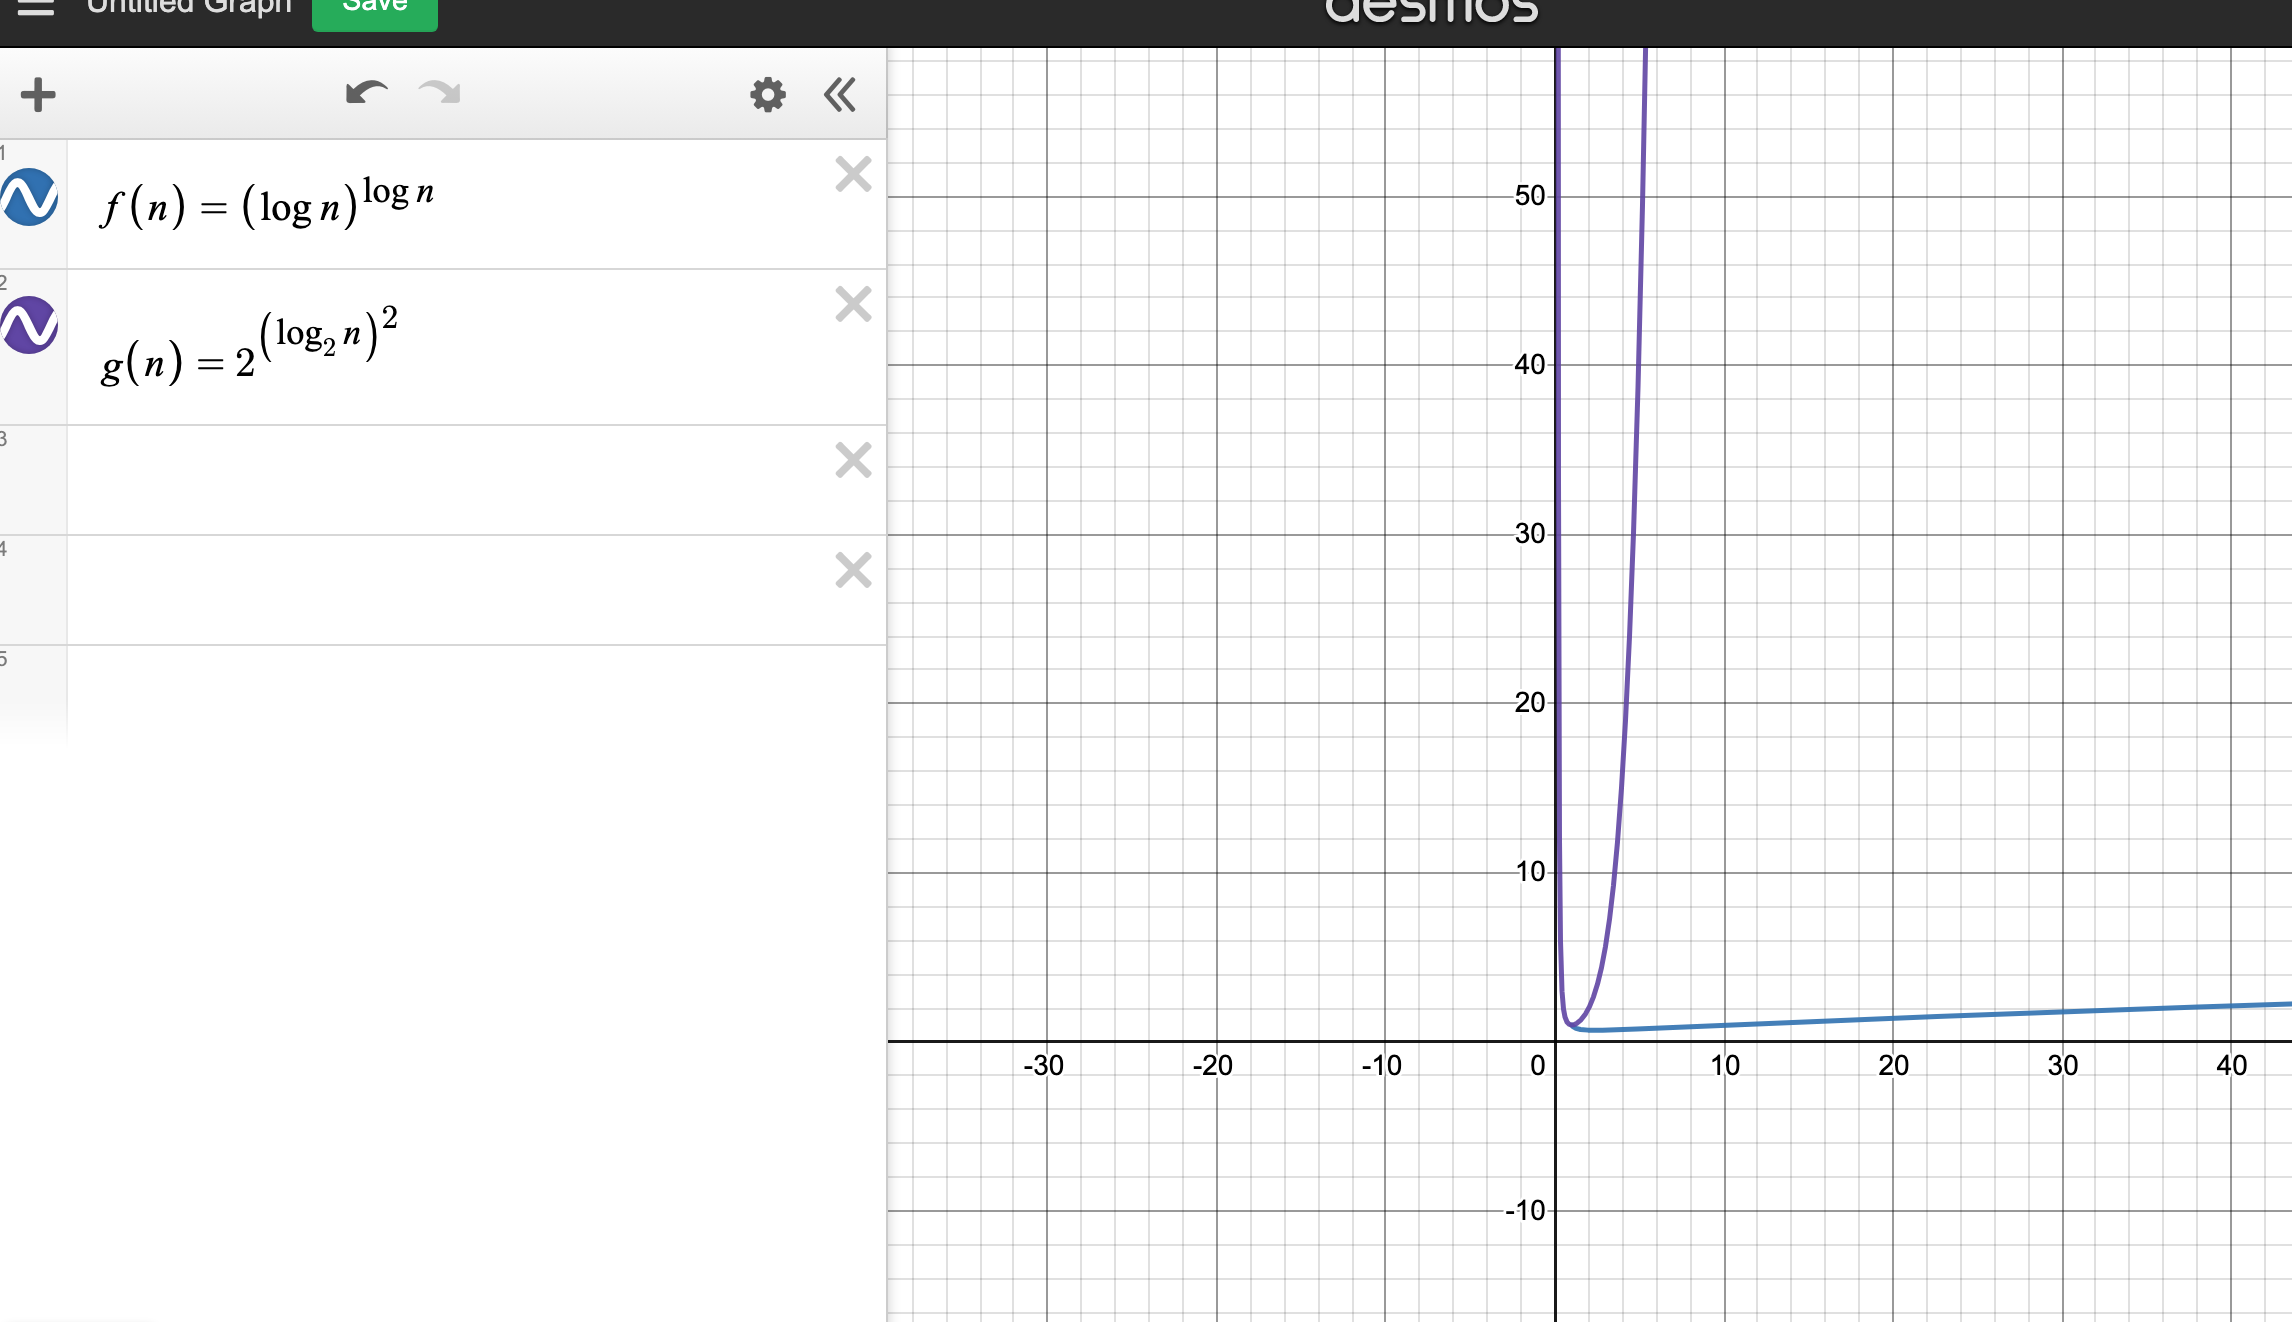 Untitled Graph
Save
desmos
1
f(n) = (log n)^{log n}
2
g(n) = 2^{(log_2 n)^2}
3
4
5
50
40
30
20
10
-30 -20 -10 0 10 20 30 40
-10